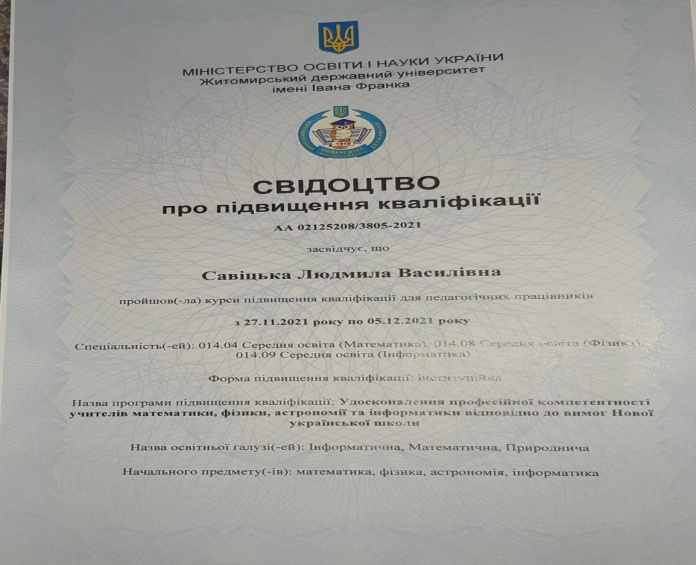 МІНІСТЕРСТВО ОСВІТИ І НАУКИ УКРАЇНИ
Житомирський державний університет
імені Івана Франка
СВІДОЦТВО
про підвищення кваліфікації
АА 02125208/3805-2021
засвідчує, що
Савіцька Людмила Василівна
пройшов(-ла) курси підвищення кваліфікації для педагогічних працівників
з 27.11.2021 року по 05.12.2021 року
Спеціальність(-ей): 014.04 Середня освіта (Математика), 014.08 Середня освіта (Фізика),
014.09 Середня освіта (Інформатика)
Форма підвищення кваліфікації: інституційна
Назва програми підвищення кваліфікації: Удосконалення професійної компетентності
учителів математики, фізики, астрономії та інформатики відповідно до вимог Нової
української школи
Назва освітньої галузі(-ей): Інформатична, Математична, Природнича
Начального предмету(-ів): математика, фізика, астрономія, інформатика